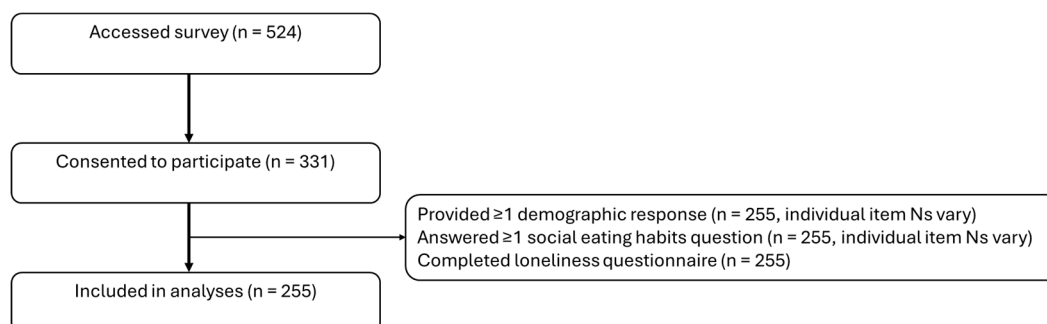 Accessed survey (n = 524)
Consented to participate (n = 331)
Provided ≥1 demographic response (n = 255, individual item Ns vary)
Answered ≥1 social eating habits question (n = 255, individual item Ns vary)
Completed loneliness questionnaire (n = 255)
Included in analyses (n = 255)